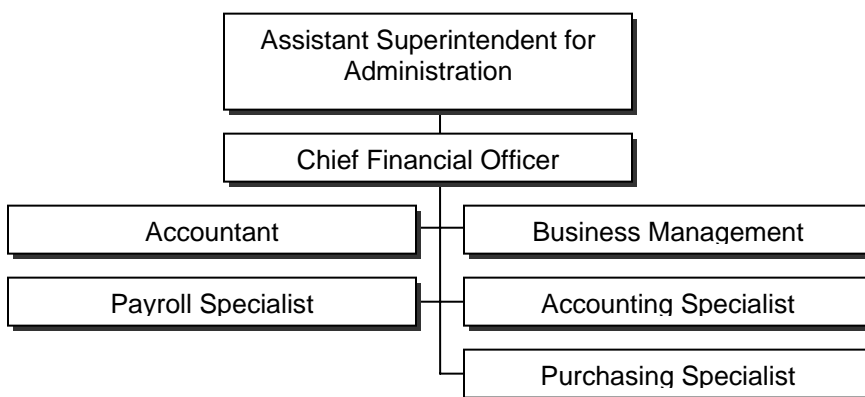 Assistant Superintendent for
Administration
Chief Financial Officer
Accountant
Business Management
Payroll Specialist
Accounting Specialist
Purchasing Specialist